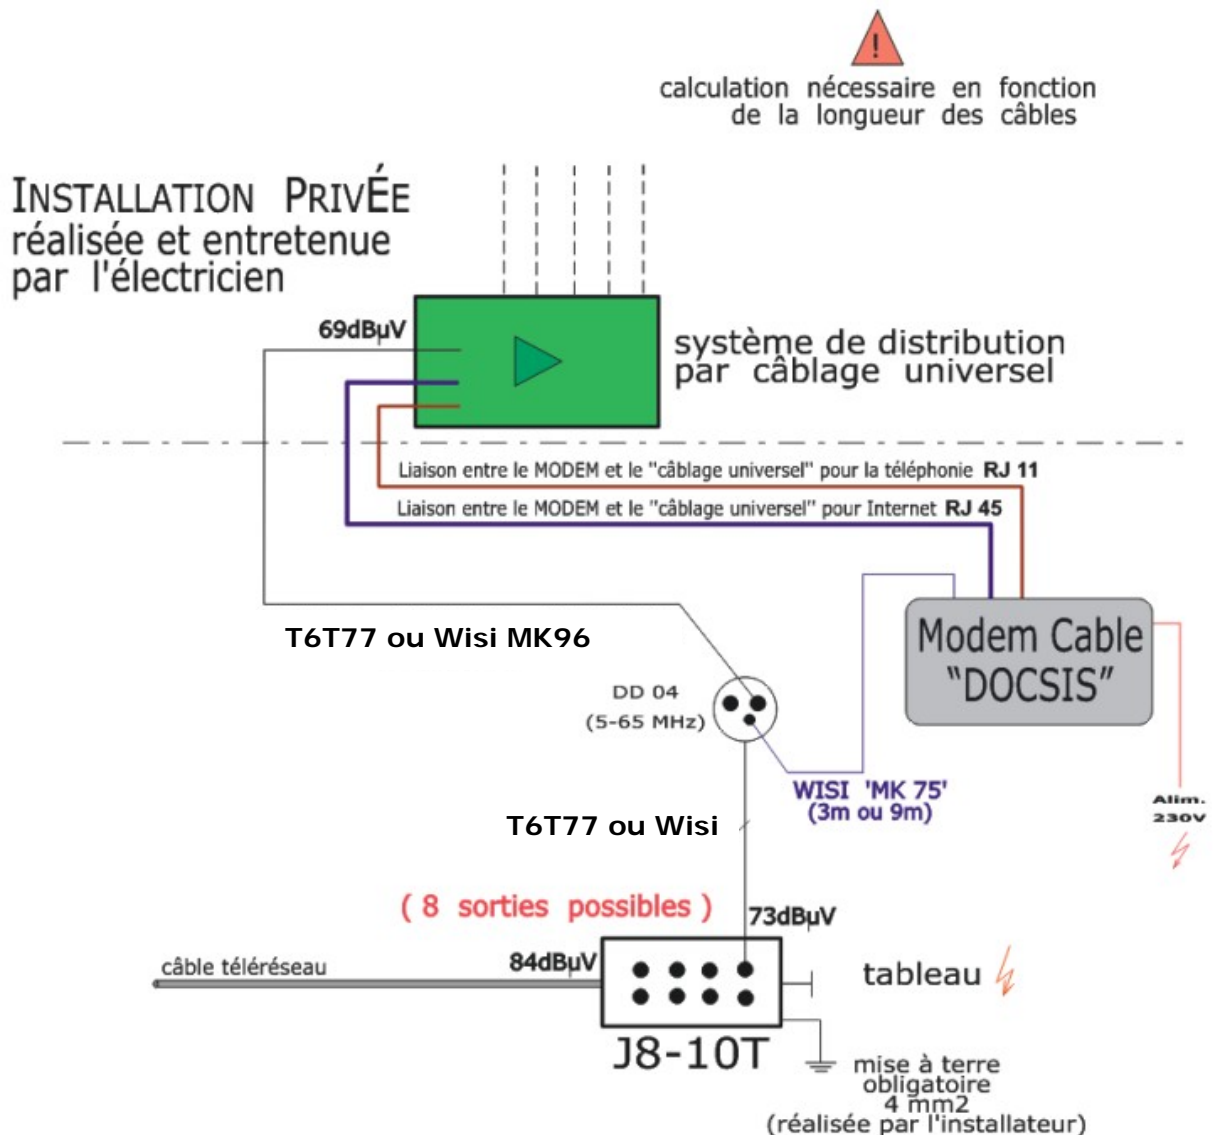 !
calculation nécessaire en fonction
de la longueur des câbles
INSTALLATION PRIVÉE
réalisée et entretenue
par l'électricien
69dBµV
système de distribution
par câblage universel
Liaison entre le MODEM et le "câblage universel" pour la téléphonie RJ 11
Liaison entre le MODEM et le "câblage universel" pour Internet RJ 45
T6T77 ou Wisi MK96
Modem Cable
"DOCSIS"
DD 04
(5-65 MHz)
WISI 'MK 75'
(3m ou 9m)
Alim.
230V
T6T77 ou Wisi
( 8 sorties possibles )
73dBµV
câble téléréseau
84dBµV
tableau
J8-10T
mise à terre
obligatoire
4 mm2
(réalisée par l'installateur)